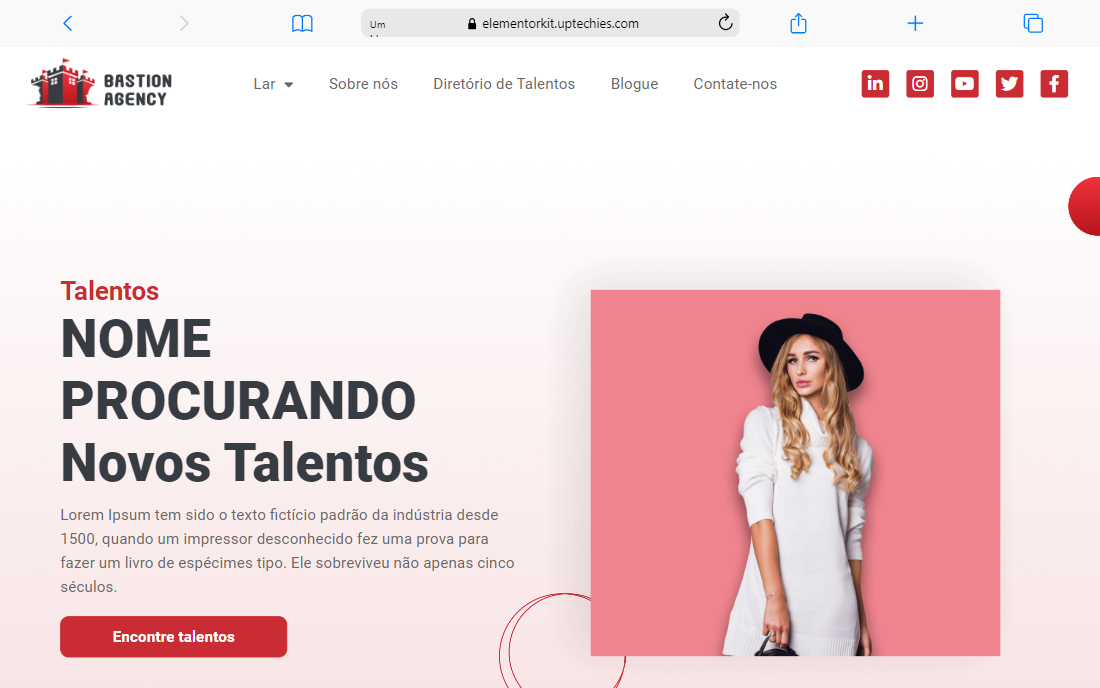 Um
elementorkit.uptechies.com
BASTION
AGENCY
Lar
Sobre nós
Diretório de Talentos
Blogue
Contate-nos
Talentos
NOME
PROCURANDO
Novos Talentos
Lorem Ipsum tem sido o texto fictício padrão da indústria desde
1500, quando um impressor desconhecido fez uma prova para
fazer um livro de espécimes tipo. Ele sobreviveu não apenas cinco
séculos.
Encontre talentos